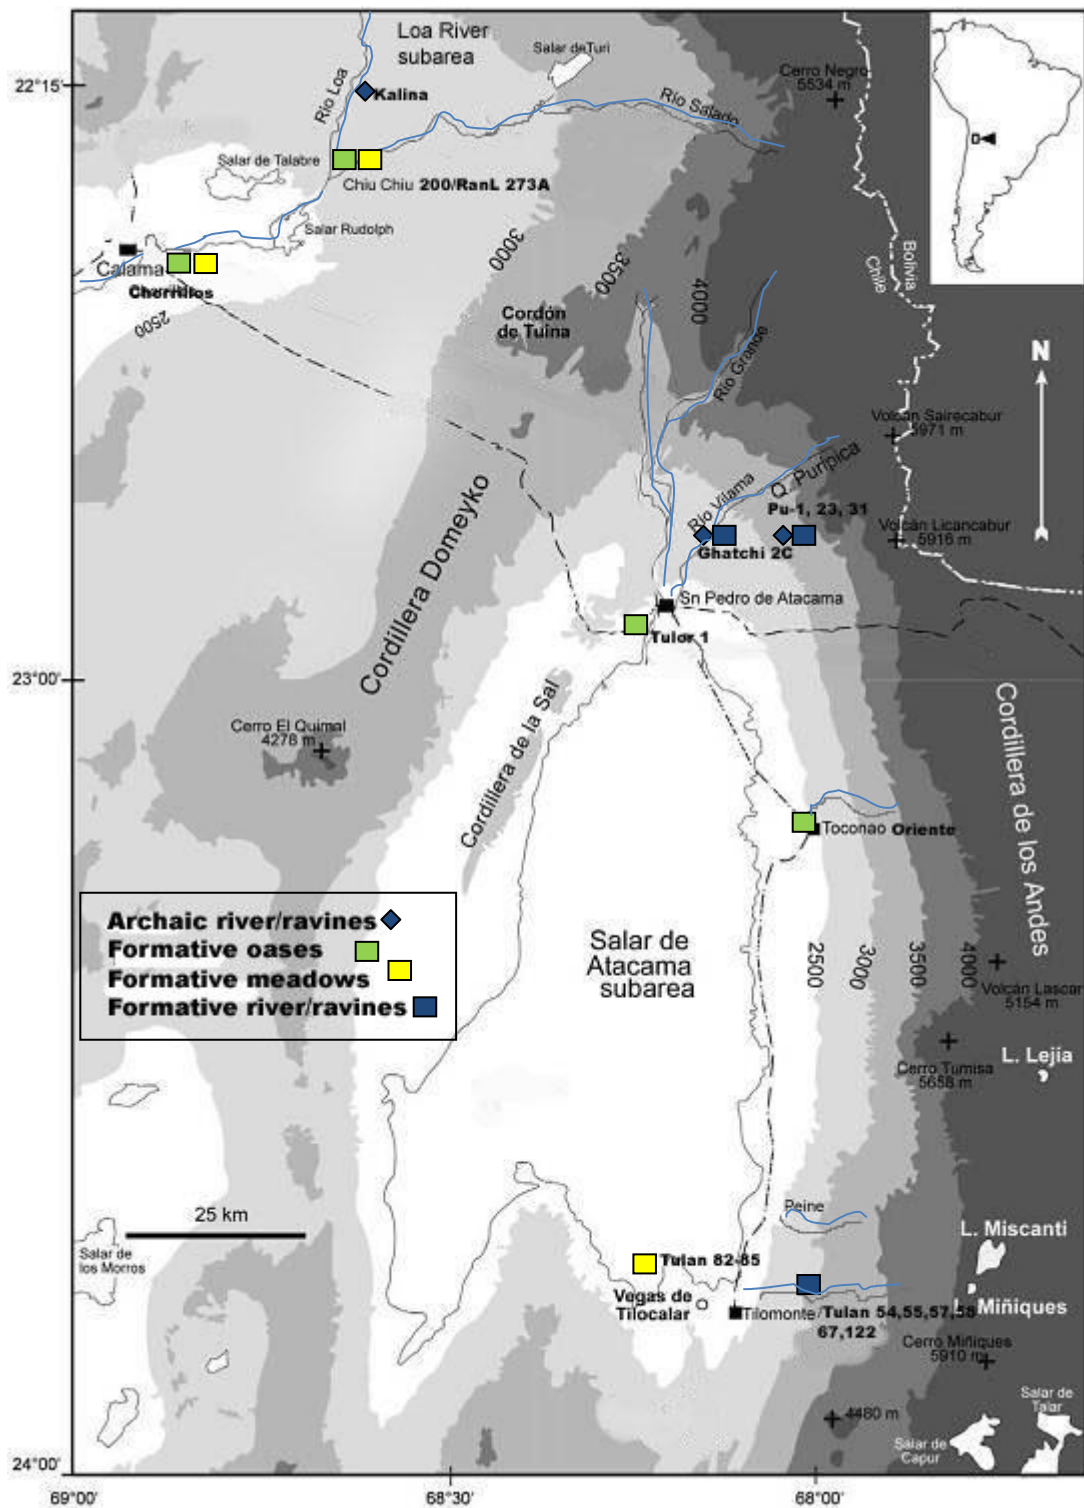 Loa River
subarea
Salar deTuri
22°15'
Cerro Negro
5534 m
Río Loa
Kalina
Río Salado
Salar de Talabre
Chiu Chiu 200/RanL 273A
Salar Rudolph
Calama
Chorrillos
2500
3000
3500
4000
Bolivia
Chile
Cordón
de Tuina
Río Grande
N
Volcán Sairecabur
5971 m
Cordillera Domeyko
Río Vilama
Q. Puripica
Pu-1, 23, 31
Volcán Licancabur
5916 m
Ghatchi 2C
Sn Pedro de Atacama
Tulor 1
23°00'
Cerro El Quimal
4278 m
Cordillera de la Sal
Cordillera de los Andes
Toconao Oriente
Archaic river/ravines
Formative oases
Formative meadows
Formative river/ravines
Salar de
Atacama
subarea
2500
3000
3500
4000
Volcán Lascar
5154 m
L. Lejía
Cerro Tumisa
5658 m
25 km
Peine
L. Miscanti
Salar de
los Morros
Tulan 82-85
Vegas de
Tilocalar
L. Miñiques
Tilomonte/Tulan 54,55,57,58
67,122
Cerro Miñiques
5910 m
4480 m
Salar de
Talar
Salar de
Capur
24°00'
69°00'
68°30'
68°00'